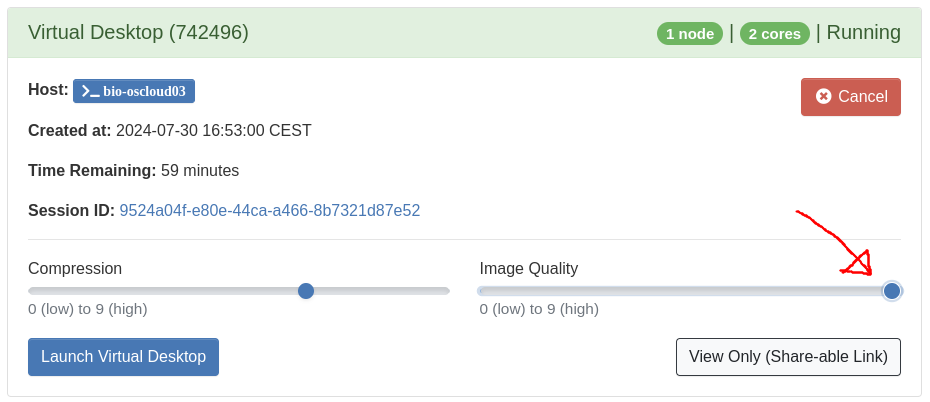 Virtual Desktop (742496) 1 node | 2 cores | Running
Host: >_ bio-oscloud03 Cancel
Created at: 2024-07-30 16:53:00 CEST
Time Remaining: 59 minutes
Session ID: 9524a04f-e80e-44ca-a466-8b7321d87e52
Compression Image Quality
0 (low) to 9 (high) 0 (low) to 9 (high)
Launch Virtual Desktop View Only (Share-able Link)